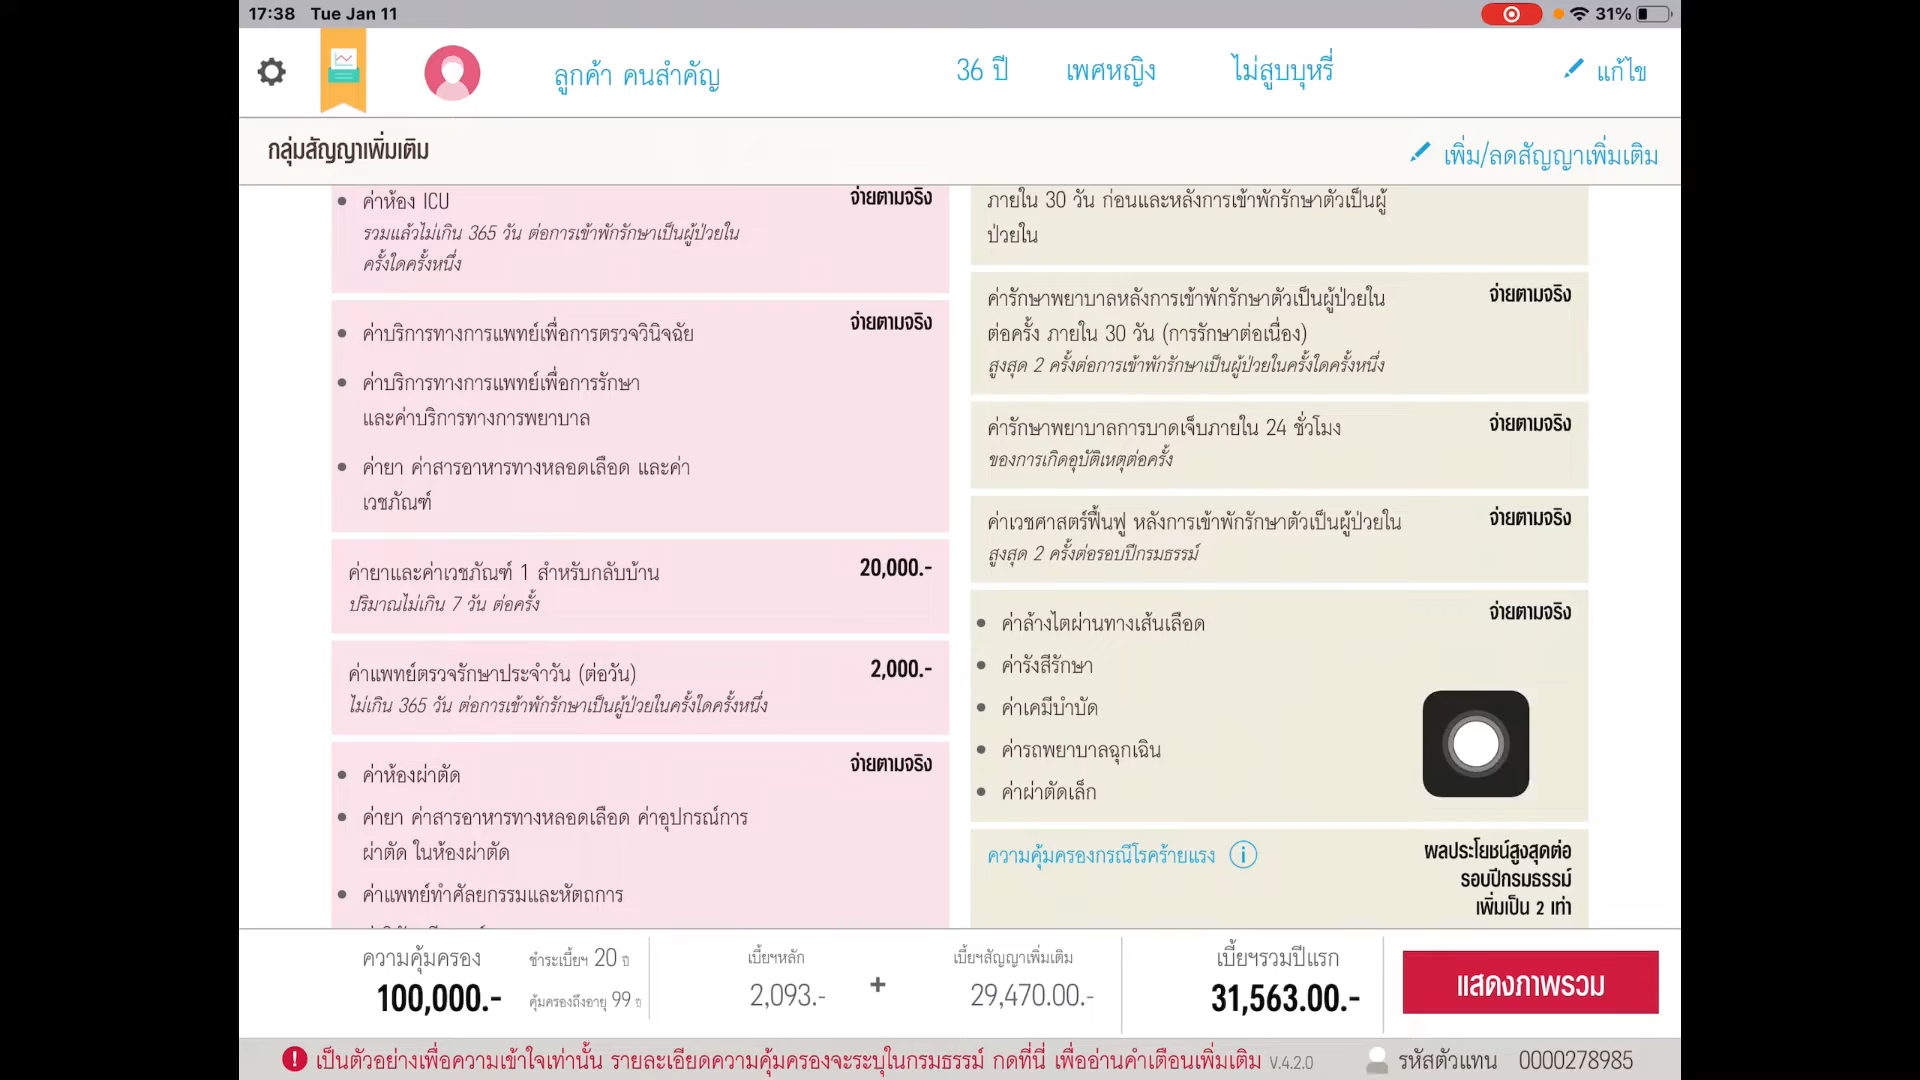 17:38 Tue Jan 11
31%
ลูกค้า คนสำคัญ
36 ปี
เพศหญิง
ไม่สูบบุหรี่
แก้ไข
กลุ่มสัญญาเพิ่มเติม
เพิ่ม/ลดสัญญาเพิ่มเติม
ค่าห้อง ICU
จ่ายตามจริง
รวมแล้วไม่เกิน 365 วัน ต่อการเข้าพักรักษาเป็นผู้ป่วยใน
ครั้งใดครั้งหนึ่ง
ค่าบริการทางการแพทย์เพื่อการตรวจวินิจฉัย
จ่ายตามจริง
ค่าบริการทางการแพทย์เพื่อการรักษา
และค่าบริการทางการพยาบาล
ค่ายา ค่าสารอาหารทางหลอดเลือด และค่า
เวชภัณฑ์
ค่ายาและค่าเวชภัณฑ์ 1 สำหรับกลับบ้าน
20,000.-
ปริมาณไม่เกิน 7 วัน ต่อครั้ง
ค่าแพทย์ตรวจรักษาประจำวัน (ต่อวัน)
2,000.-
ไม่เกิน 365 วัน ต่อการเข้าพักรักษาเป็นผู้ป่วยในครั้งใดครั้งหนึ่ง
ค่าห้องผ่าตัด
จ่ายตามจริง
ค่ายา ค่าสารอาหารทางหลอดเลือด ค่าอุปกรณ์การ
ผ่าตัด ในห้องผ่าตัด
ค่าแพทย์ทำศัลยกรรมและหัตถการ
ภายใน 30 วัน ก่อนและหลังการเข้าพักรักษาตัวเป็นผู้
ป่วยใน
ค่ารักษาพยาบาลหลังการเข้าพักรักษาตัวเป็นผู้ป่วยใน
จ่ายตามจริง
ต่อครั้ง ภายใน 30 วัน (การรักษาต่อเนื่อง)
สูงสุด 2 ครั้งต่อการเข้าพักรักษาเป็นผู้ป่วยในครั้งใดครั้งหนึ่ง
ค่ารักษาพยาบาลการบาดเจ็บภายใน 24 ชั่วโมง
จ่ายตามจริง
ของการเกิดอุบัติเหตุต่อครั้ง
ค่าเวชศาสตร์ฟื้นฟู หลังการเข้าพักรักษาตัวเป็นผู้ป่วยใน
จ่ายตามจริง
สูงสุด 2 ครั้งต่อรอบปีกรมธรรม์
จ่ายตามจริง
ค่าล้างไตผ่านทางเส้นเลือด
ค่ารังสีรักษา
ค่าเคมีบำบัด
ค่ารถพยาบาลฉุกเฉิน
ค่าผ่าตัดเล็ก
ความคุ้มครองกรณีโรคร้ายแรง
ผลประโยชน์สูงสุดต่อ
รอบปีกรมธรรม์
เพิ่มเป็น 2 เท่า
ความคุ้มครอง
100,000.-
ชำระเบี้ยฯ 20 ปี
คุ้มครองถึงอายุ 99 ปี
เบี้ยฯหลัก
2,093.-
+
เบี้ยฯสัญญาเพิ่มเติม
29,470.00.-
เบี้ยฯรวมปีแรก
31,563.00.-
แสดงภาพรวม
เป็นตัวอย่างเพื่อความเข้าใจเท่านั้น รายละเอียดความคุ้มครองจะระบุในกรมธรรม์ กดที่นี่ เพื่ออ่านคำเตือนเพิ่มเติม V.4.2.0
รหัสตัวแทน 0000278985